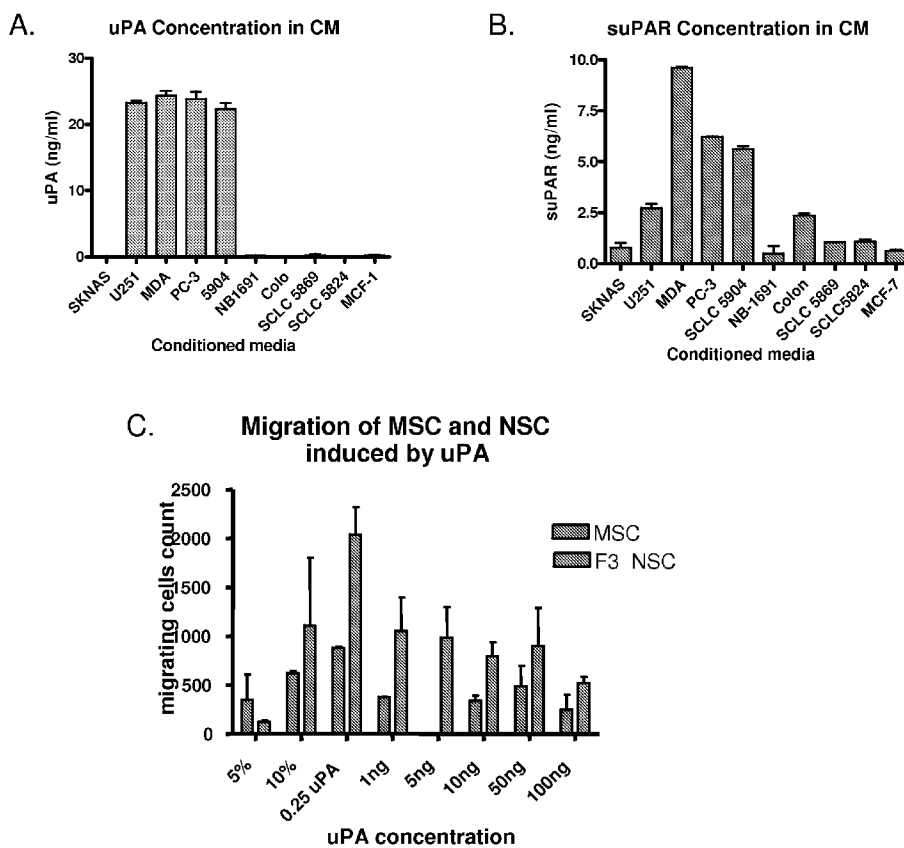 A.
uPA Concentration in CM
30
20
10
0
uPA (ng/ml)
SKNAS
U251
MDA
PC-3
5904
NB1691
Colo
SCLC 5869
SCLC 5824
MCF-1
Conditioned media
B.
suPAR Concentration in CM
10.0
7.5
5.0
2.5
0.0
suPAR (ng/ml)
SKNAS
U251
MDA
PC-3
SCLC 5904
NB-1691
Colon
SCLC 5869
SCLC5824
MCF-7
Conditioned media
C.
Migration of MSC and NSC
induced by uPA
2500
2000
1500
1000
500
0
migrating cells count
MSC
F3 NSC
5%
10%
0.25 uPA
1ng
5ng
10ng
50ng
100ng
uPA concentration